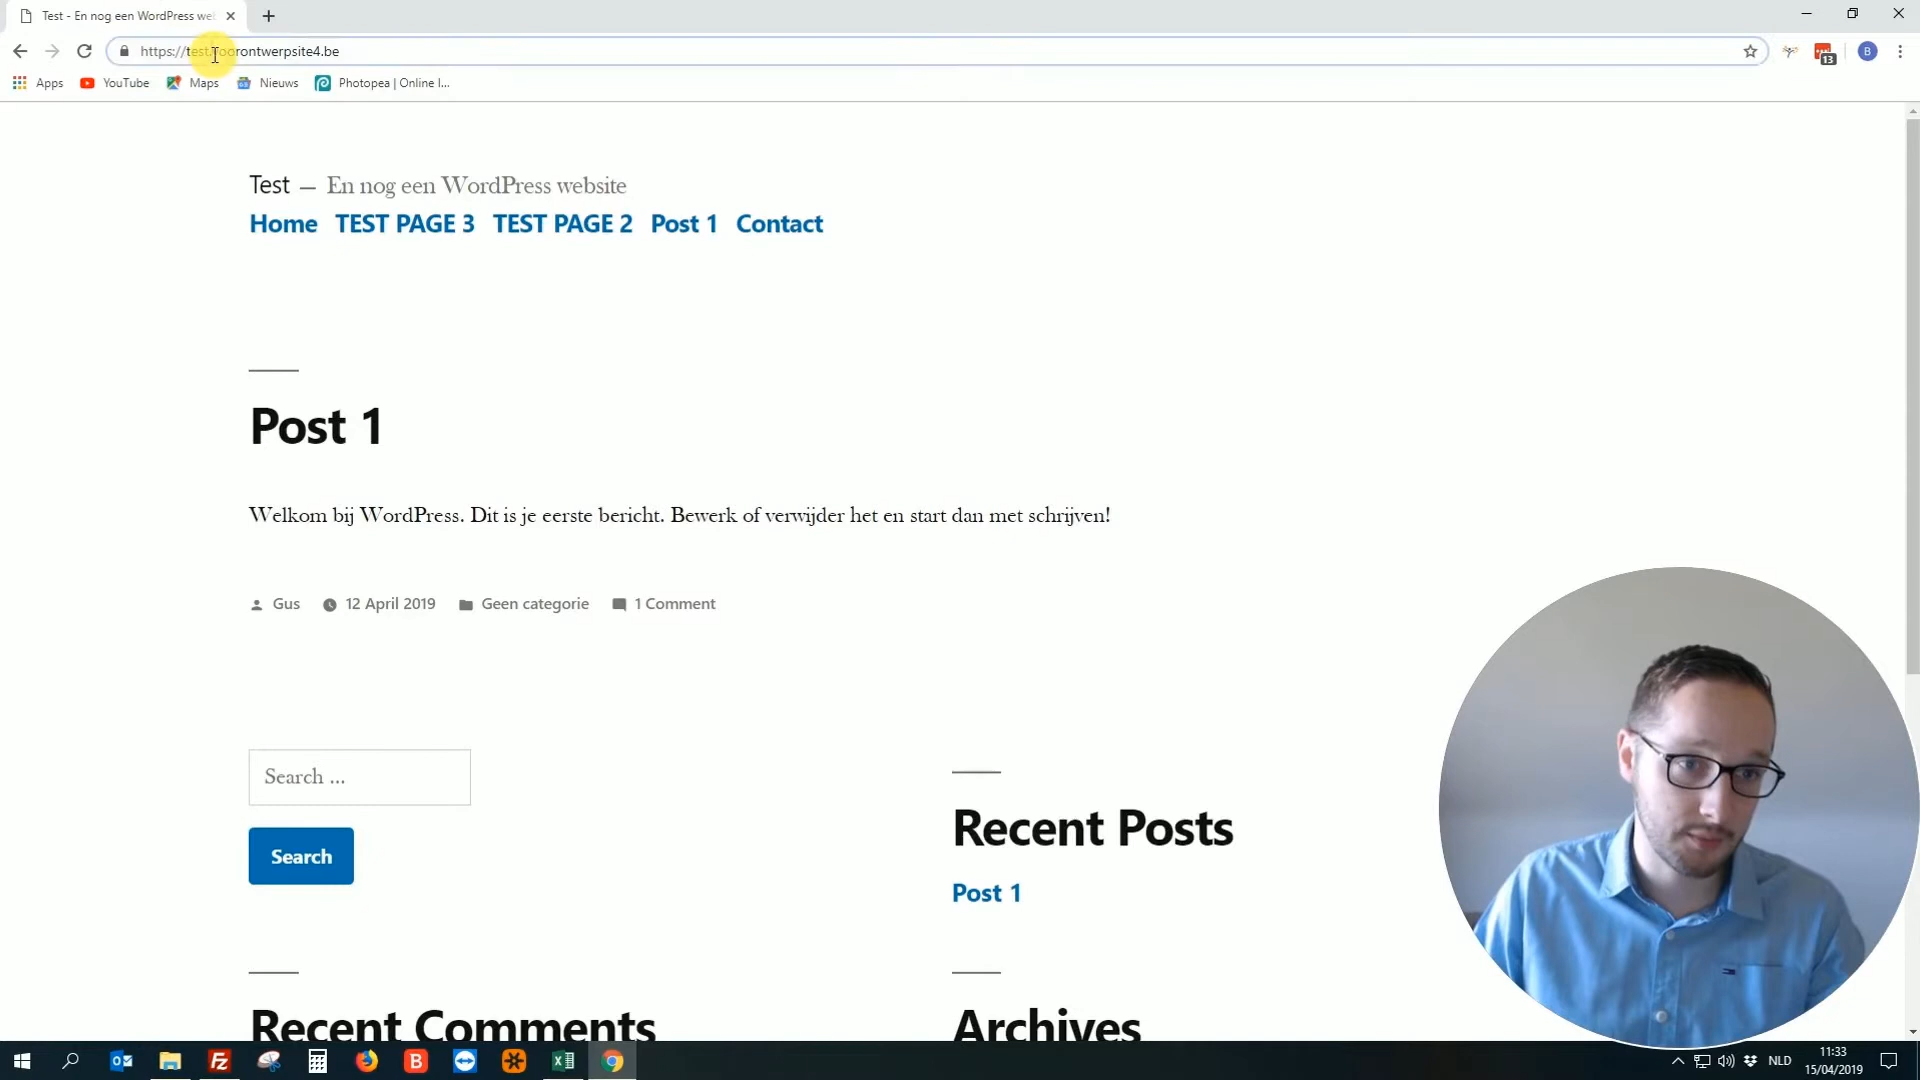 Test - En nog een WordPress we
https://test.voorontwerpsite4.be
13
B
Apps
YouTube
Maps
Nieuws
Photopea | Online I...
Test — En nog een WordPress website
Home TEST PAGE 3 TEST PAGE 2 Post 1 Contact
Post 1
Welkom bij WordPress. Dit is je eerste bericht. Bewerk of verwijder het en start dan met schrijven!
Gus 12 April 2019 Geen categorie 1 Comment
Search ...
Search
Recent Posts
Post 1
Recent Comments
Archives
NLD
11:33
15/04/2019